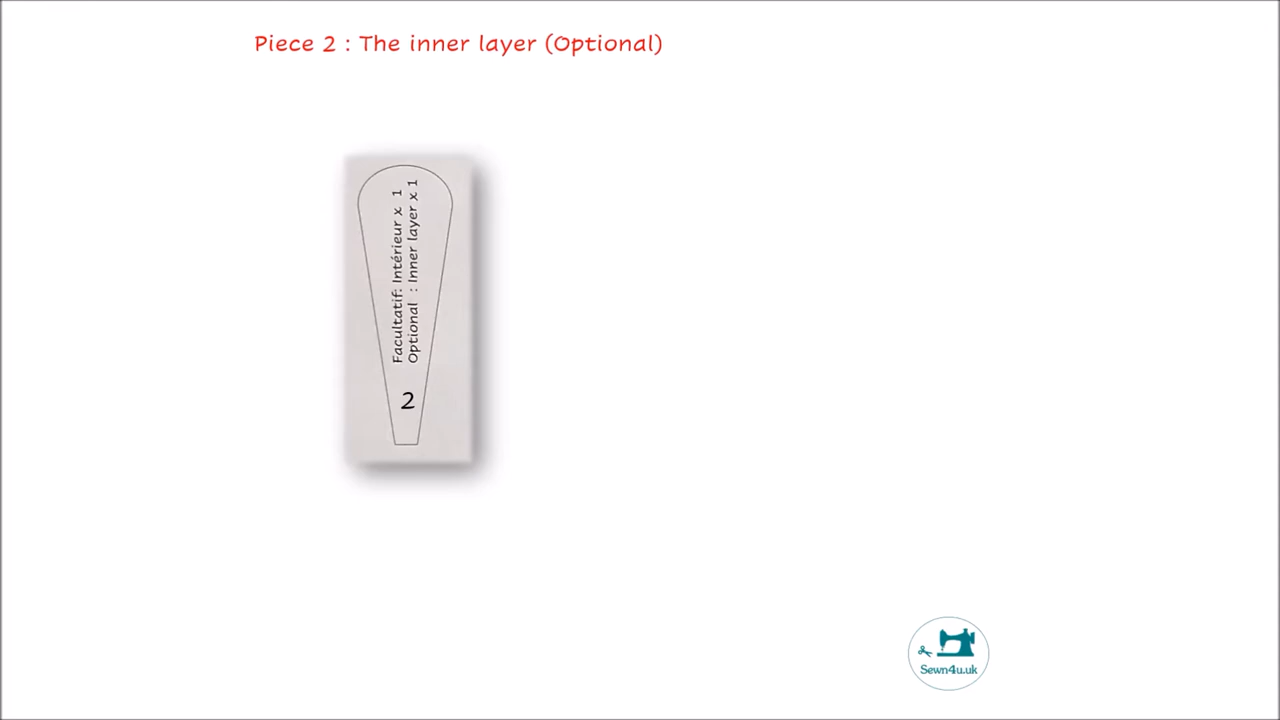 Piece 2 : The inner layer (Optional)
Facultatif: Intérieur x 1
Optional : Inner layer x 1
2
Sewn4u.uk